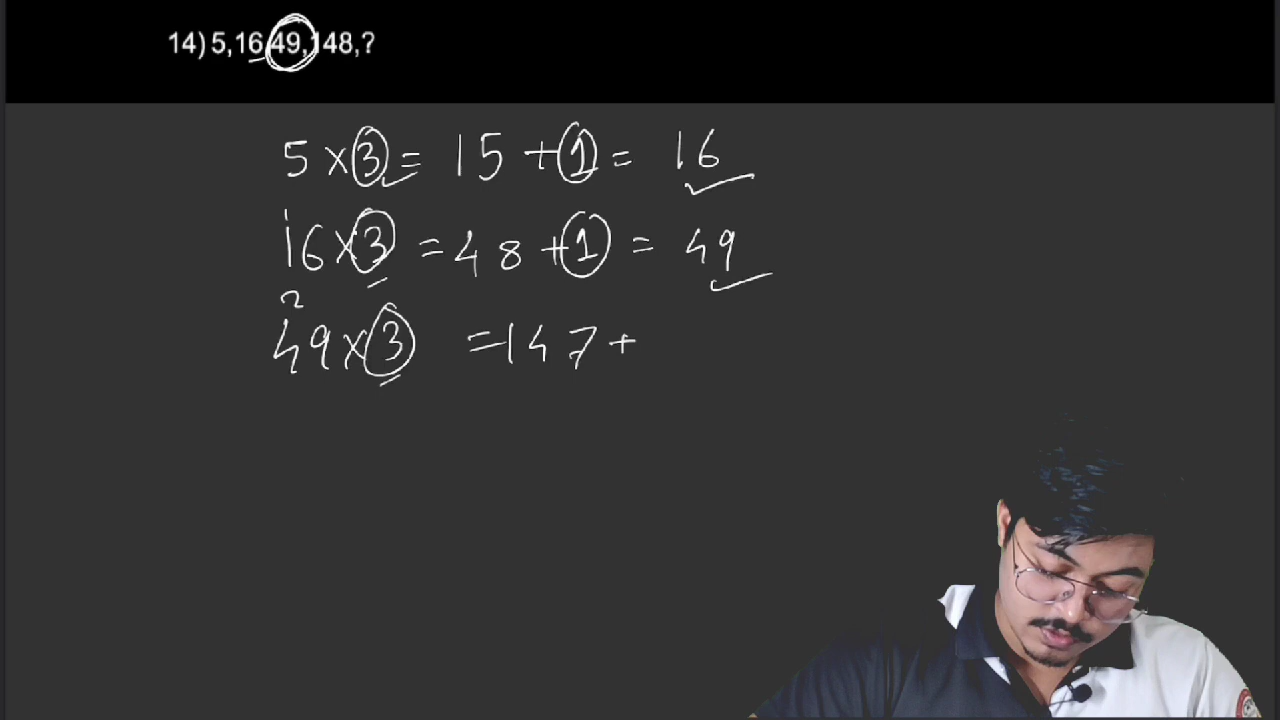 14) 5,16,49,148,?
5 × 3 = 15 + 1 = 16
16 × 3 = 48 + 1 = 49
2
49 × 3 = 147 +